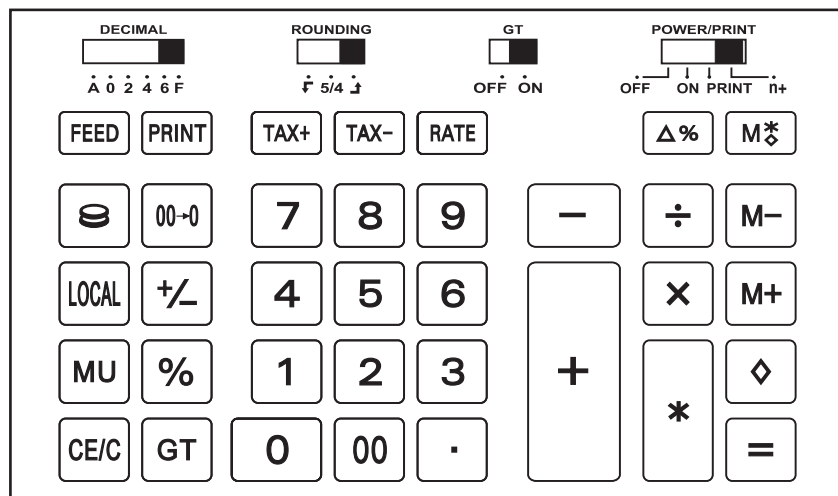 DECIMAL ROUNDING GT POWER/PRINT
A 0 2 4 6 F 5/4 OFF ON OFF ON PRINT n+
FEED PRINT TAX+ TAX− RATE △% M*◇
00→0 7 8 9 − ÷ M−
LOCAL +/− 4 5 6 × M+
MU % 1 2 3 + ◇
CE/C GT 0 00 . * =